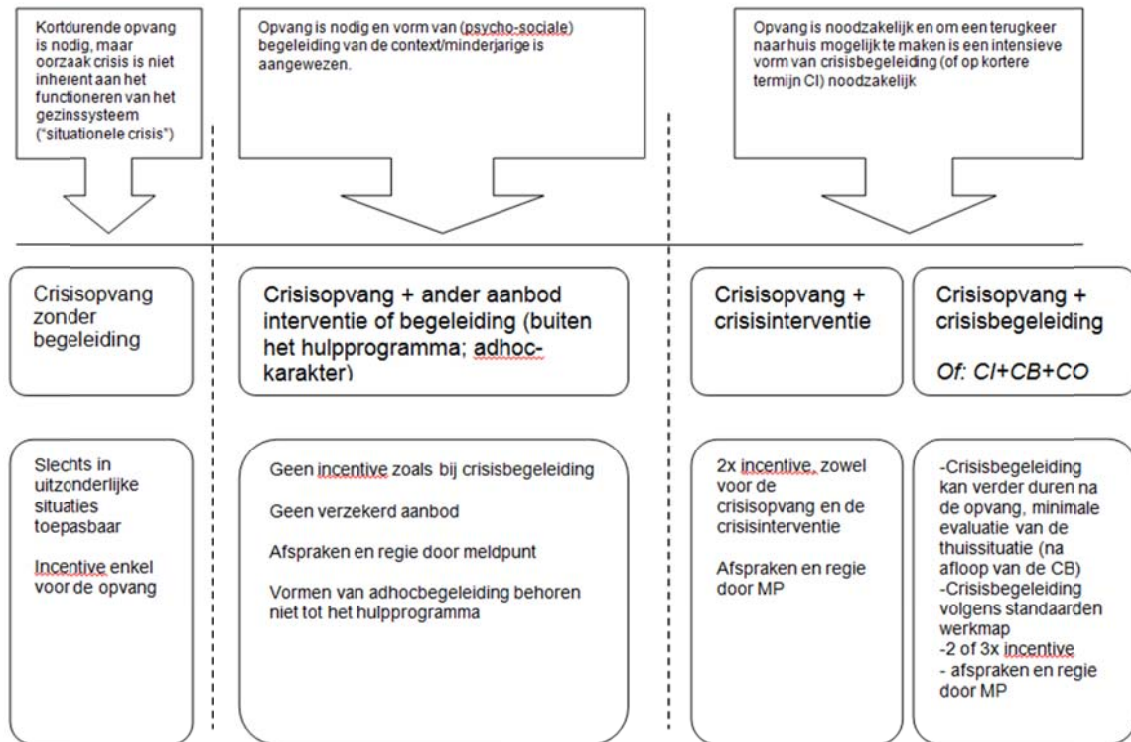 Kortdurende opvang
is nodig, maar
oorzaak crisis is niet
inherent aan het
functioneren van het
gezinssysteem
("situationele crisis")
Opvang is nodig en vorm van (psycho-sociale)
begeleiding van de context/minderjarige is
aangewezen.
Opvang is noodzakelijk en om een terugkeer
naar huis mogelijk te maken is een intensieve
vorm van crisisbegeleiding (of op kortere
termijn CI) noodzakelijk
Crisisopvang
zonder
begeleiding
Crisisopvang + ander aanbod
interventie of begeleiding (buiten
het hulpprogramma; adhoc-
karakter)
Crisisopvang +
crisisinterventie
Crisisopvang +
crisisbegeleiding
Of: CI+CB+CO
Slechts in
uitzonderlijke
situaties
toepasbaar
Incentive enkel
voor de opvang
Geen incentive zoals bij crisisbegeleiding
Geen verzekerd aanbod
Afspraken en regie door meldpunt
Vormen van adhocbegeleiding behoren
niet tot het hulpprogramma
2x incentive, zowel
voor de
crisisopvang en de
crisisinterventie
Afspraken en regie
door MP
-Crisisbegeleiding
kan verder duren na
de opvang, minimale
evaluatie van de
thuissituatie (na
afloop van de CB)
-Crisisbegeleiding
volgens standaarden
werkmap
-2 of 3x incentive
- afspraken en regie
door MP